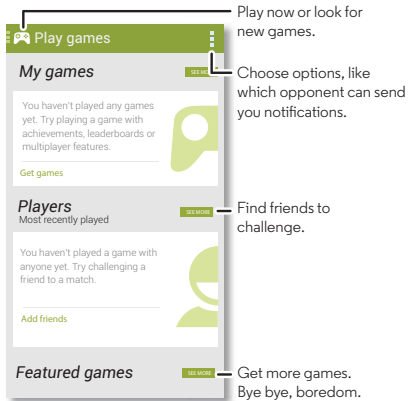 Play now or look for
new games.
Play games
My games
SEE MORE
Choose options, like
which opponent can send
you notifications.
You haven't played any games
yet. Try playing a game with
achievements, leaderboards or
multiplayer features.
Get games
Players
Most recently played
SEE MORE
Find friends to
challenge.
You haven't played a game with
anyone yet. Try challenging a
friend to a match.
Add friends
Featured games
SEE MORE
Get more games.
Bye bye, boredom.